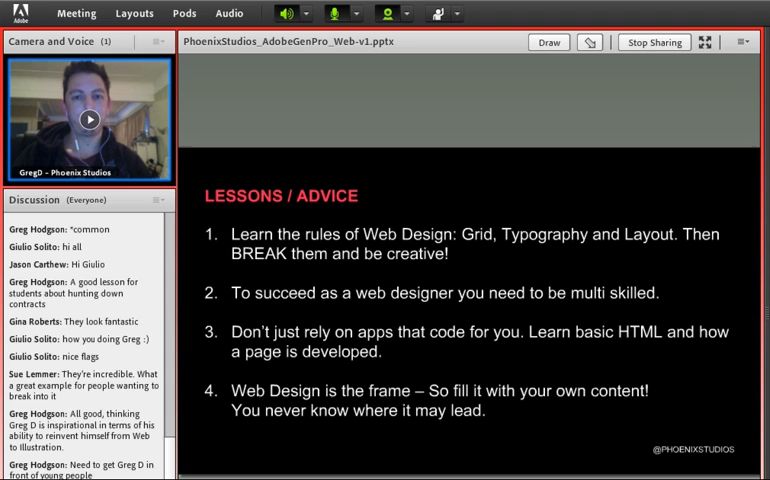 Adobe
Meeting Layouts Pods Audio
Camera and Voice (1)
GregD - Phoenix Studios
Discussion (Everyone)
Greg Hodgson: *common
Giulio Solito: hi all
Jason Carthew: Hi Giulio
Greg Hodgson: A good lesson for
students about hunting down
contracts
Gina Roberts: They look fantastic
Giulio Solito: how you doing Greg :)
Giulio Solito: nice flags
Sue Lemmer: They're incredible. What
a great example for people wanting to
break into it
Greg Hodgson: All good, thinking
Greg D is inspirational in terms of his
ability to reinvent himself from Web
to Illustration.
Greg Hodgson: Need to get Greg D in
front of young people
PhoenixStudios_AdobeGenPro_Web-v1.pptx
Draw
Stop Sharing
LESSONS / ADVICE
1. Learn the rules of Web Design: Grid, Typography and Layout. Then
BREAK them and be creative!
2. To succeed as a web designer you need to be multi skilled.
3. Don't just rely on apps that code for you. Learn basic HTML and how
a page is developed.
4. Web Design is the frame – So fill it with your own content!
You never know where it may lead.
@PHOENIXSTUDIOS